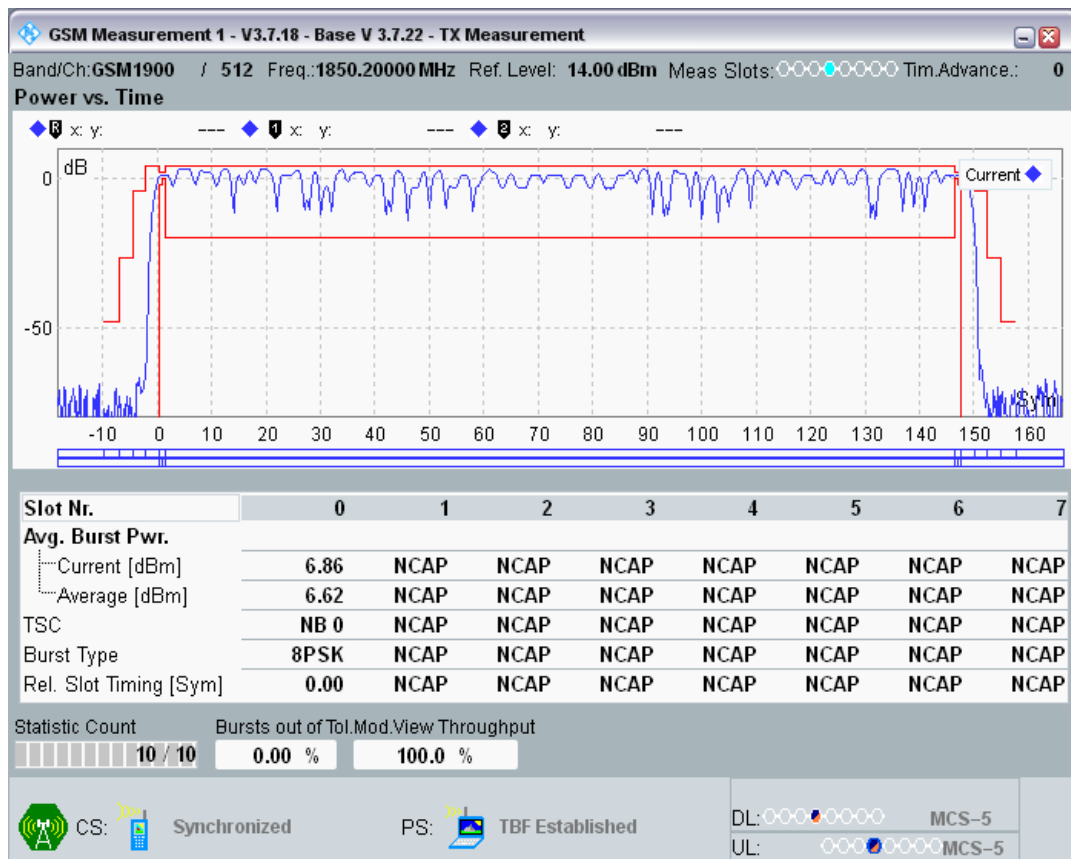 GSM Measurement 1 - V3.7.18 - Base V 3.7.22 - TX Measurement
Band/Ch:GSM1900 / 512 Freq.:1850.20000 MHz Ref. Level: 14.00 dBm Meas Slots: Tim.Advance.: 0
Power vs. Time
R x: y: --- 1 x: y: --- 2 x: y: ---
dB
0
Current
-50
Sym
-10 0 10 20 30 40 50 60 70 80 90 100 110 120 130 140 150 160
Slot Nr. 0 1 2 3 4 5 6 7
Avg. Burst Pwr.
Current [dBm] 6.86 NCAP NCAP NCAP NCAP NCAP NCAP NCAP
Average [dBm] 6.62 NCAP NCAP NCAP NCAP NCAP NCAP NCAP
TSC NB 0 NCAP NCAP NCAP NCAP NCAP NCAP NCAP
Burst Type 8PSK NCAP NCAP NCAP NCAP NCAP NCAP NCAP
Rel. Slot Timing [Sym] 0.00 NCAP NCAP NCAP NCAP NCAP NCAP NCAP
Statistic Count Bursts out of Tol.Mod.View Throughput
10 / 10 0.00 % 100.0 %
CS: Synchronized PS: TBF Established DL: MCS-5
UL: MCS-5